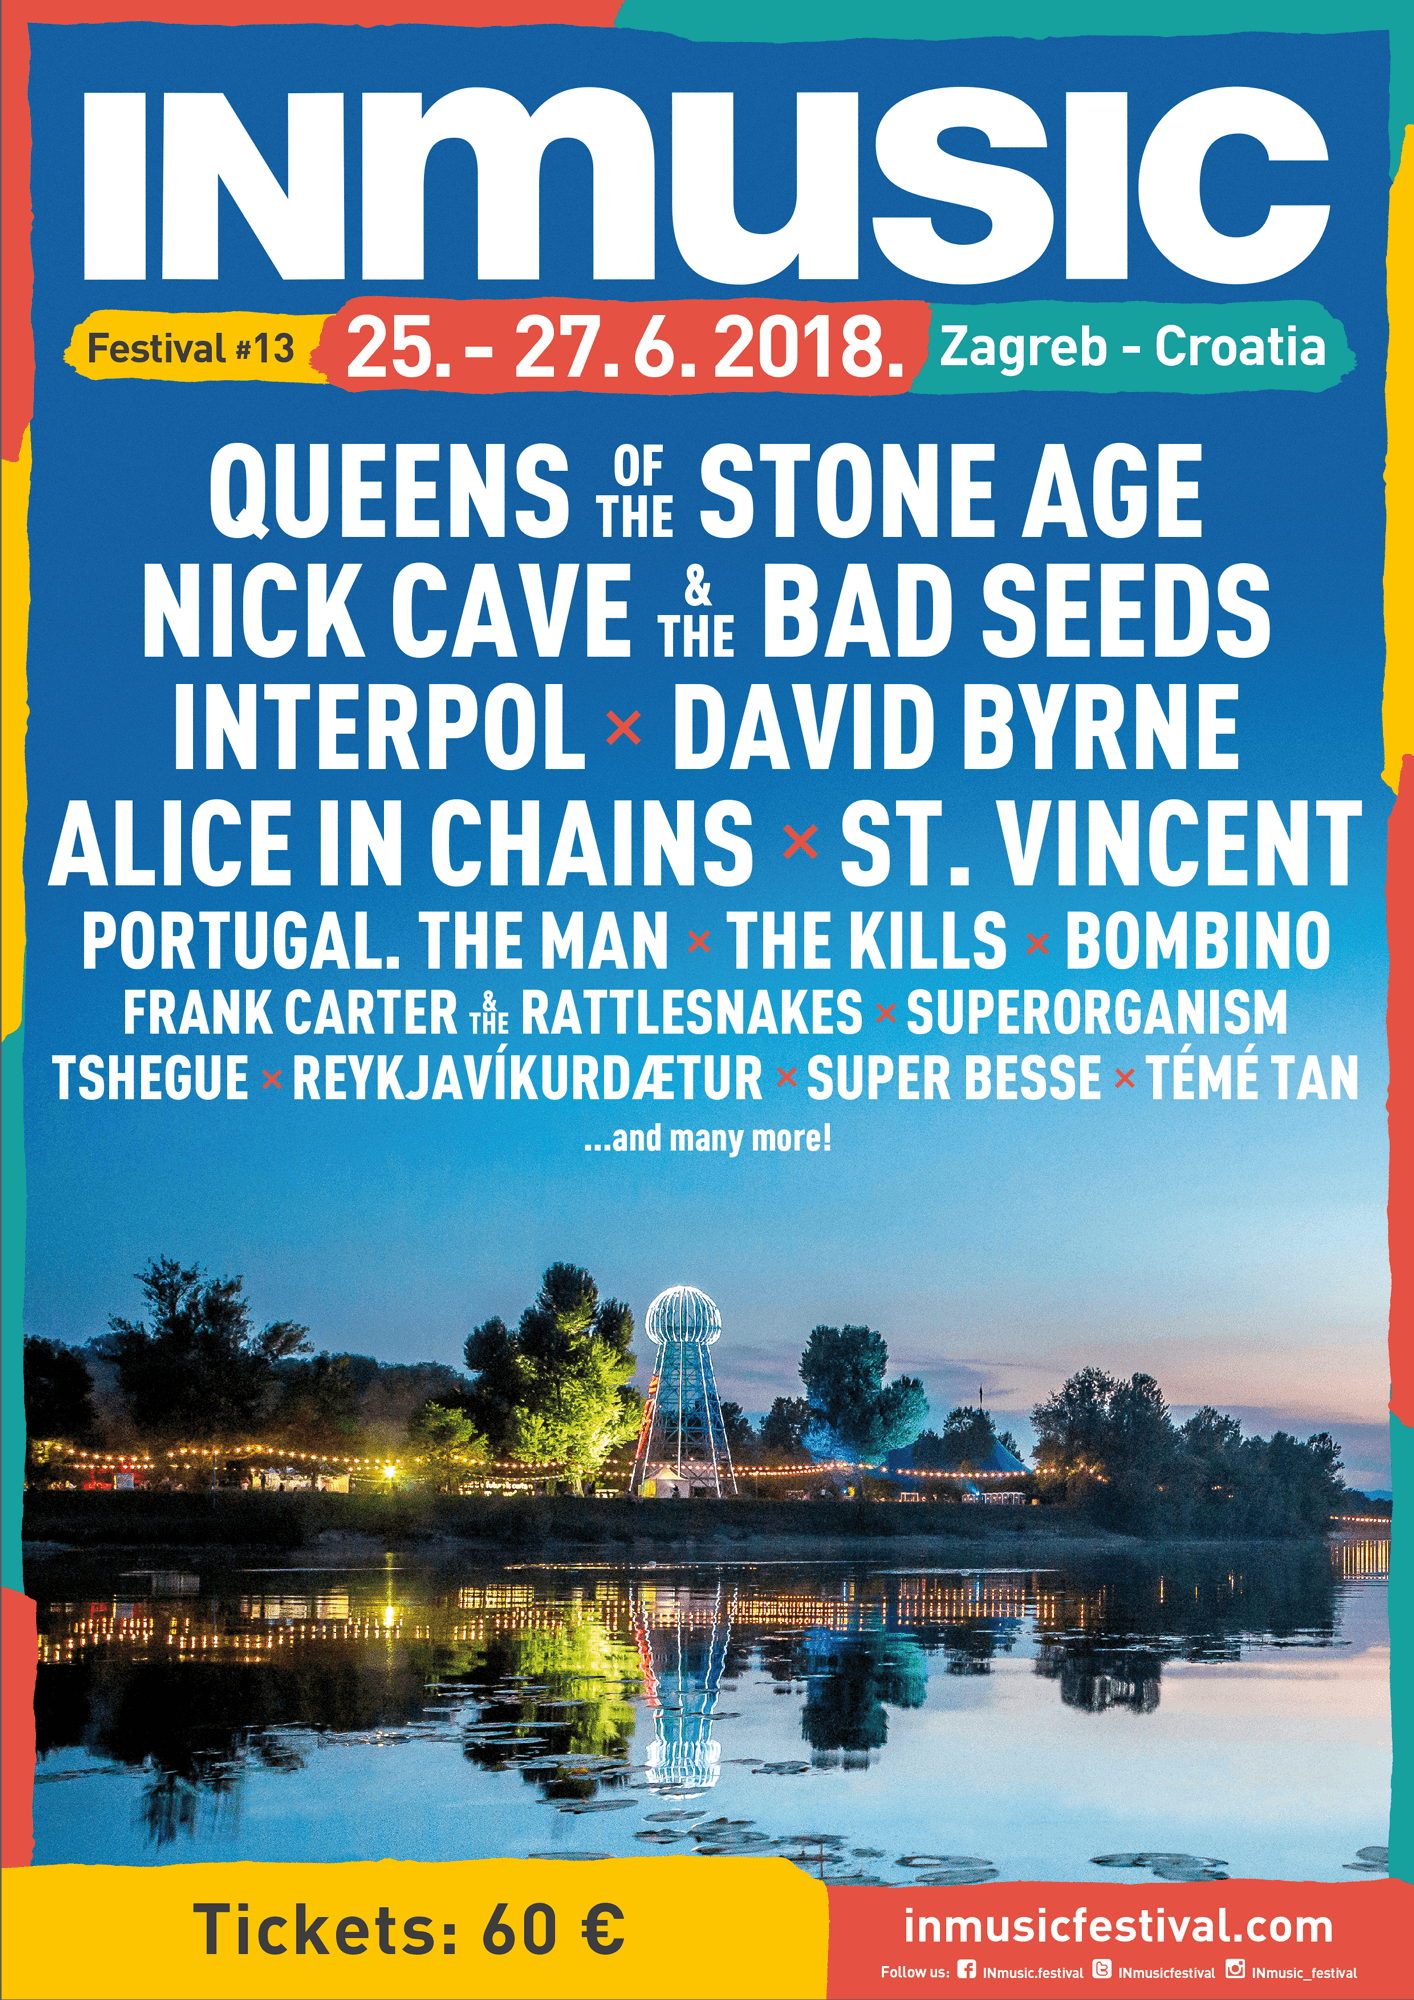 INmusic
Festival #13 25. - 27. 6. 2018. Zagreb - Croatia
QUEENS OF THE STONE AGE
NICK CAVE & THE BAD SEEDS
INTERPOL × DAVID BYRNE
ALICE IN CHAINS × ST. VINCENT
PORTUGAL. THE MAN × THE KILLS × BOMBINO
FRANK CARTER & THE RATTLESNAKES × SUPERORGANISM
TSHEGUE × REYKJAVÍKURDÆTUR × SUPER BESSE × TÉMÉ TAN
...and many more!
Tickets: 60 €
inmusicfestival.com
Follow us: INmusic.festival INmusicfestival INmusic_festival